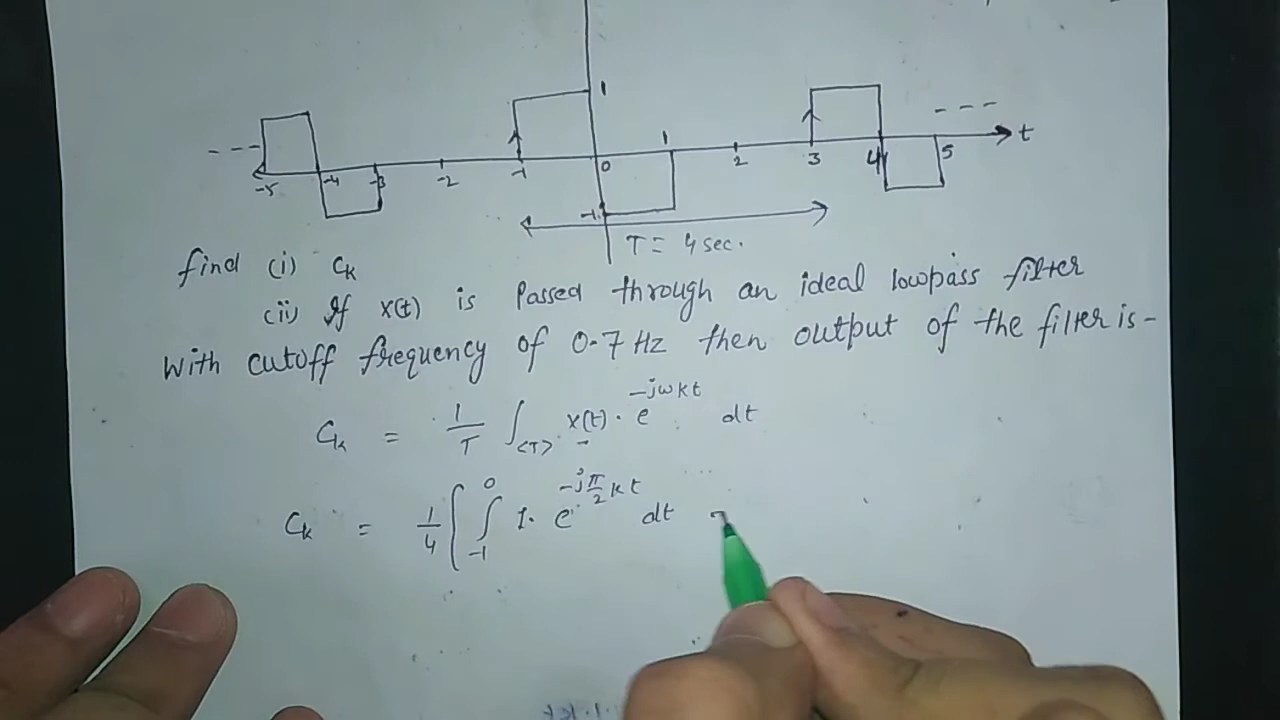 1
1
--- -5 -4 -3 -2 -1 0 2 3 4 5 --- t
-1
T = 4 sec.
find (i) Ck
(ii) If x(t) is Passed through an ideal lowpass filter
With cutoff frequency of 0.7 Hz then output of the filter is -
Ck = 1/T ∫<T> x(t) · e^-jωkt dt
Ck = 1/4 [ ∫_-1^0 1. e^-jπ/2 kt dt -